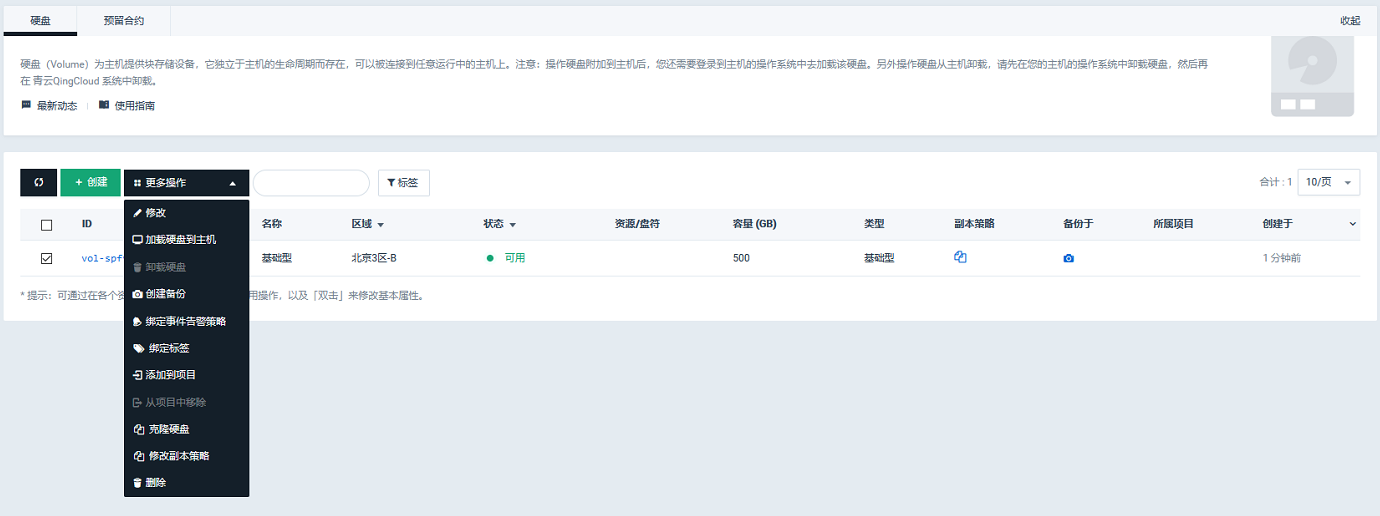 硬盘 预留合约 收起
硬盘（Volume）为主机提供块存储设备，它独立于主机的生命周期而存在，可以被连接到任意运行中的主机上。注意：操作硬盘附加到主机后，您还需要登录到主机的操作系统中去加载该硬盘。另外操作硬盘从主机卸载，请先在您的主机的操作系统中卸载硬盘，然后再
在 青云QingCloud 系统中卸载。
最新动态 使用指南
+ 创建 更多操作 标签 合计 : 1 10/页
ID 名称 区域 状态 资源/盘符 容量 (GB) 类型 副本策略 备份于 所属项目 创建于
vol-spf 基础型 北京3区-B 可用 500 基础型 1 分钟前
* 提示：可通过在各个 用操作，以及「双击」来修改基本属性。
修改
加载硬盘到主机
卸载硬盘
创建备份
绑定事件告警策略
绑定标签
添加到项目
从项目中移除
克隆硬盘
修改副本策略
删除